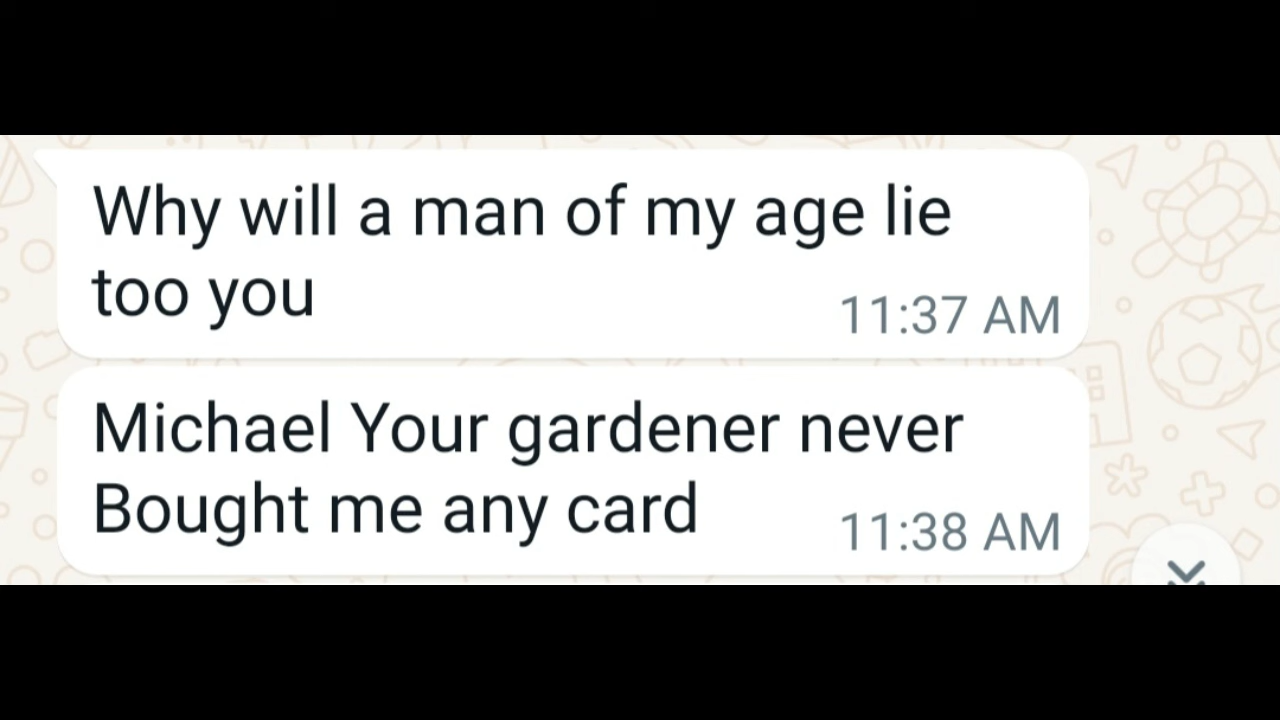 Why will a man of my age lie
too you
11:37 AM
Michael Your gardener never
Bought me any card
11:38 AM